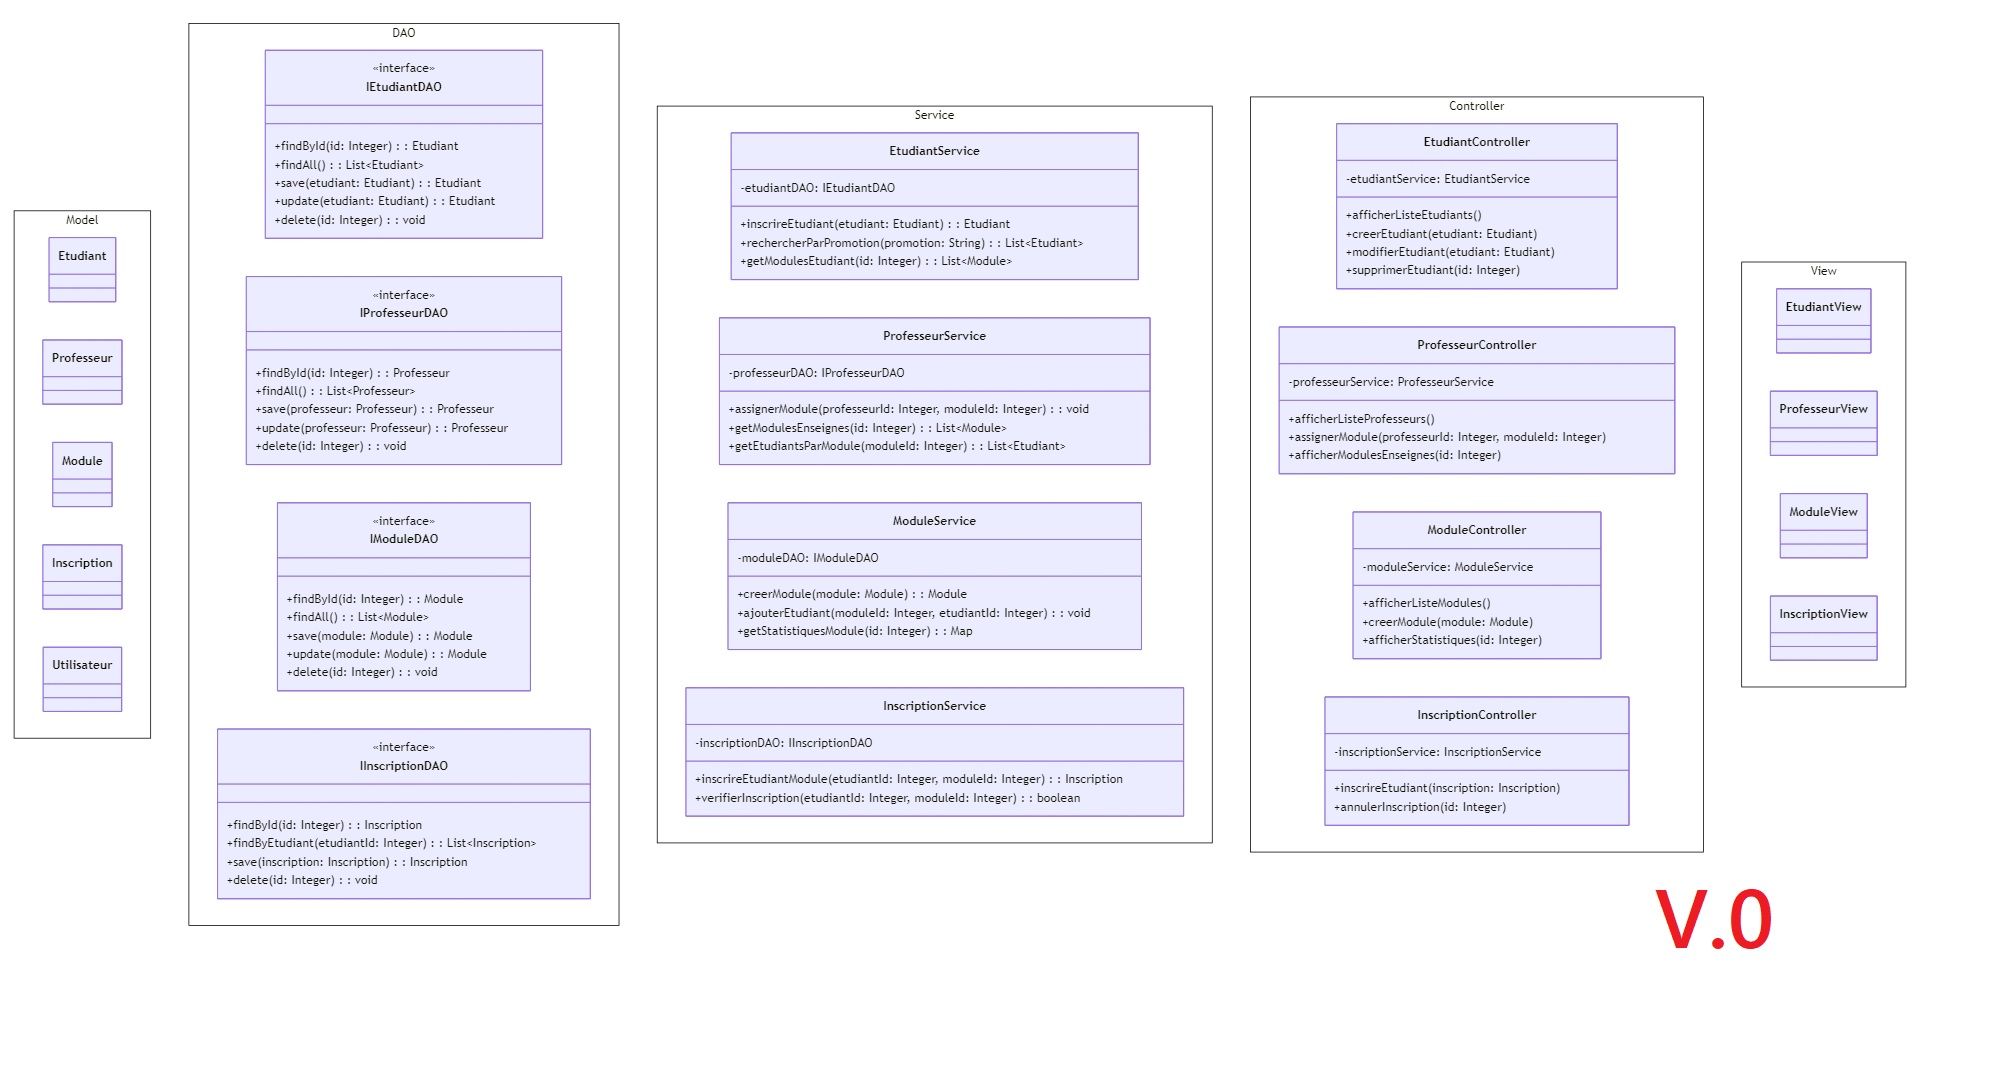 Model
Etudiant
Professeur
Module
Inscription
Utilisateur
DAO
«interface»
IEtudiantDAO
+findById(id: Integer) : : Etudiant
+findAll() : : List<Etudiant>
+save(etudiant: Etudiant) : : Etudiant
+update(etudiant: Etudiant) : : Etudiant
+delete(id: Integer) : : void
«interface»
IProfesseurDAO
+findById(id: Integer) : : Professeur
+findAll() : : List<Professeur>
+save(professeur: Professeur) : : Professeur
+update(professeur: Professeur) : : Professeur
+delete(id: Integer) : : void
«interface»
IModuleDAO
+findById(id: Integer) : : Module
+findAll() : : List<Module>
+save(module: Module) : : Module
+update(module: Module) : : Module
+delete(id: Integer) : : void
«interface»
IInscriptionDAO
+findById(id: Integer) : : Inscription
+findByEtudiant(etudiantId: Integer) : : List<Inscription>
+save(inscription: Inscription) : : Inscription
+delete(id: Integer) : : void
Service
EtudiantService
-etudiantDAO: IEtudiantDAO
+inscrireEtudiant(etudiant: Etudiant) : : Etudiant
+rechercherParPromotion(promotion: String) : : List<Etudiant>
+getModulesEtudiant(id: Integer) : : List<Module>
ProfesseurService
-professeurDAO: IProfesseurDAO
+assignerModule(professeurId: Integer, moduleId: Integer) : : void
+getModulesEnseignes(id: Integer) : : List<Module>
+getEtudiantsParModule(moduleId: Integer) : : List<Etudiant>
ModuleService
-moduleDAO: IModuleDAO
+creerModule(module: Module) : : Module
+ajouterEtudiant(moduleId: Integer, etudiantId: Integer) : : void
+getStatistiquesModule(id: Integer) : : Map
InscriptionService
-inscriptionDAO: IInscriptionDAO
+inscrireEtudiantModule(etudiantId: Integer, moduleId: Integer) : : Inscription
+verifierInscription(etudiantId: Integer, moduleId: Integer) : : boolean
Controller
EtudiantController
-etudiantService: EtudiantService
+afficherListeEtudiants()
+creerEtudiant(etudiant: Etudiant)
+modifierEtudiant(etudiant: Etudiant)
+supprimerEtudiant(id: Integer)
ProfesseurController
-professeurService: ProfesseurService
+afficherListeProfesseurs()
+assignerModule(professeurId: Integer, moduleId: Integer)
+afficherModulesEnseignes(id: Integer)
ModuleController
-moduleService: ModuleService
+afficherListeModules()
+creerModule(module: Module)
+afficherStatistiques(id: Integer)
InscriptionController
-inscriptionService: InscriptionService
+inscrireEtudiant(inscription: Inscription)
+annulerInscription(id: Integer)
View
EtudiantView
ProfesseurView
ModuleView
InscriptionView
V.0